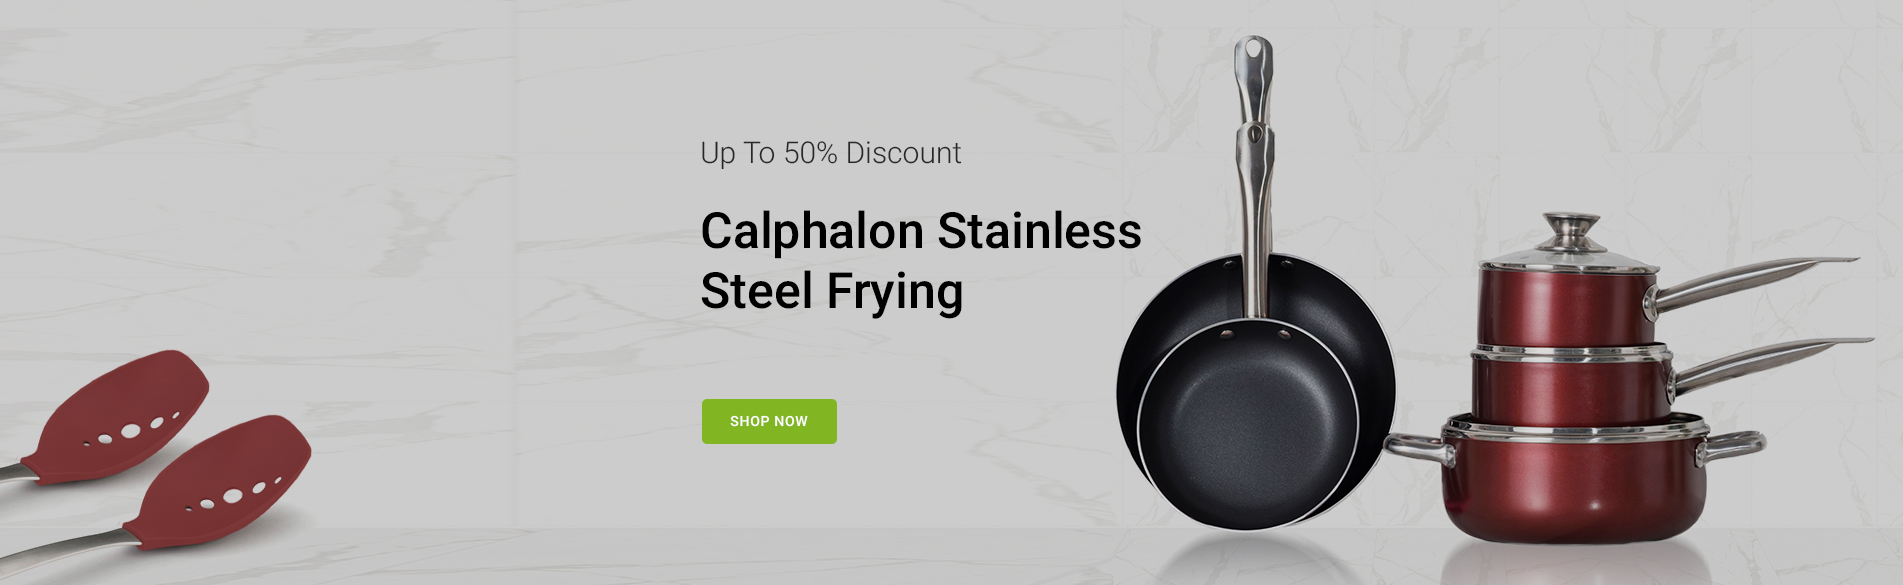 Up To 50% Discount
Calphalon Stainless
Steel Frying
SHOP NOW